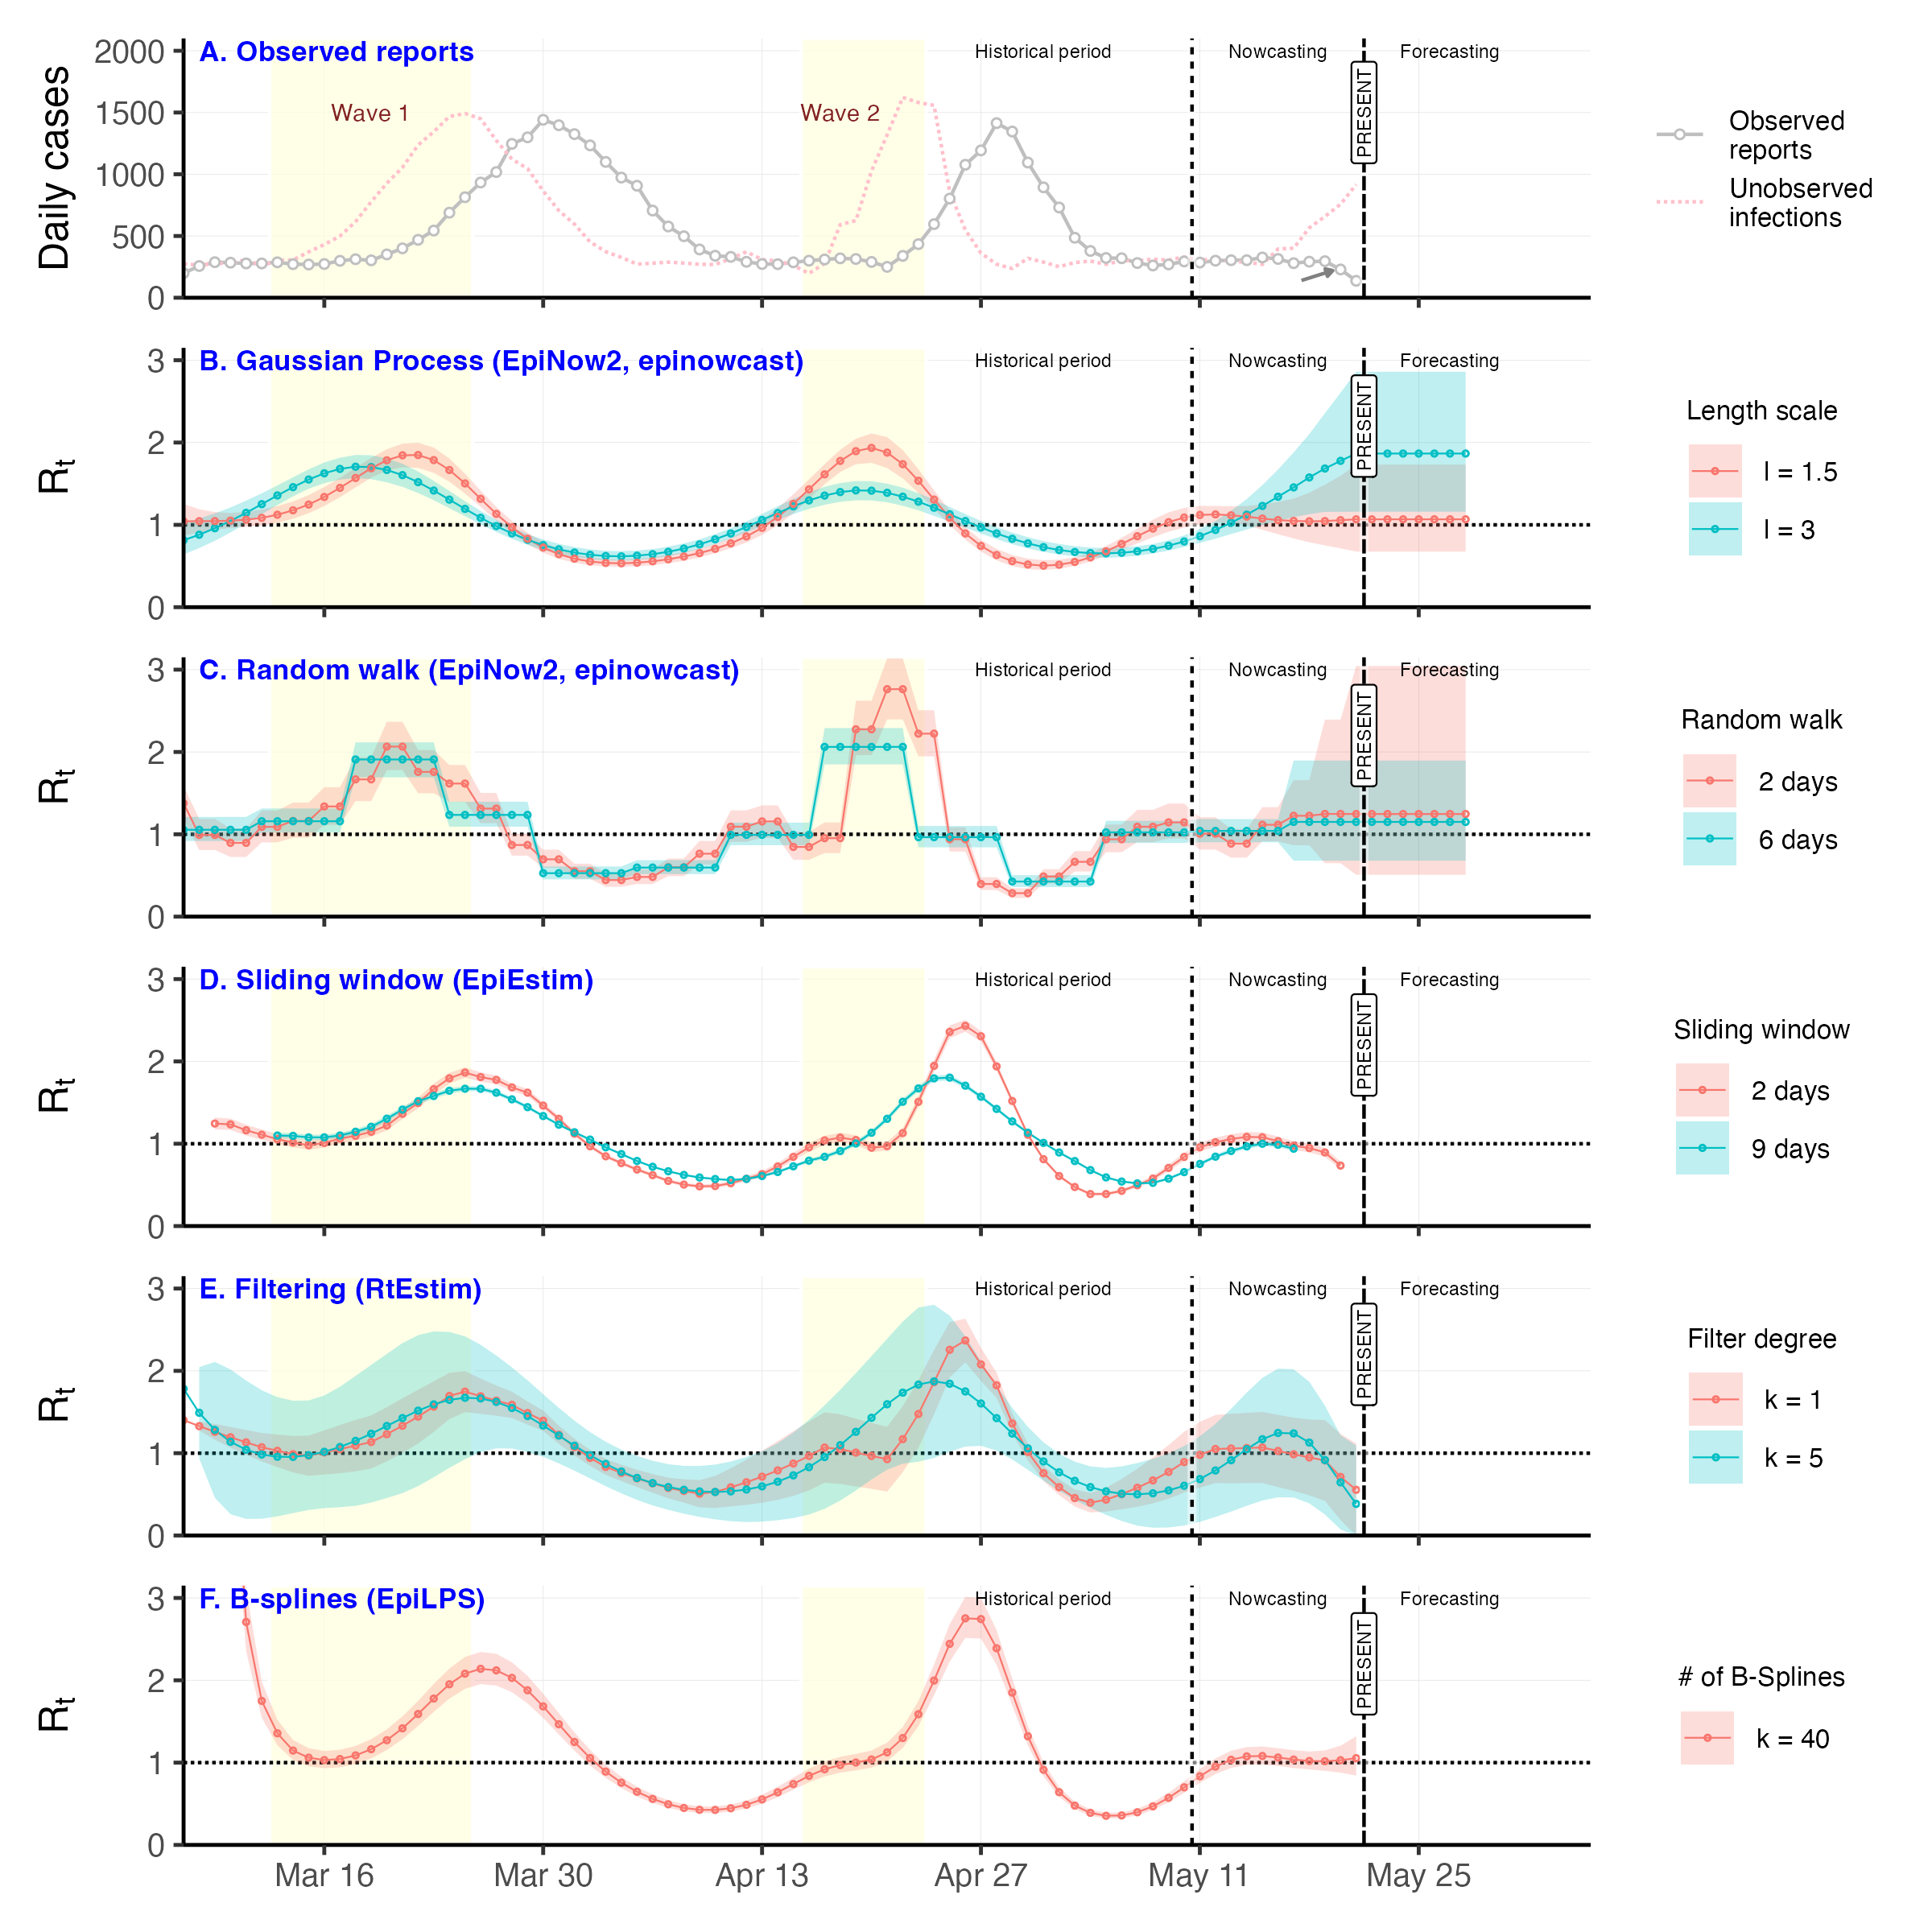 A. Observed reports
Historical period
Nowcasting
Forecasting
Wave 1
Wave 2
PRESENT
Daily cases
2000
1500
1000
500
0
Observed
reports
Unobserved
infections
B. Gaussian Process (EpiNow2, epinowcast)
Historical period
Nowcasting
Forecasting
PRESENT
Rt
3
2
1
0
Length scale
l = 1.5
l = 3
C. Random walk (EpiNow2, epinowcast)
Historical period
Nowcasting
Forecasting
PRESENT
Rt
3
2
1
0
Random walk
2 days
6 days
D. Sliding window (EpiEstim)
Historical period
Nowcasting
Forecasting
PRESENT
Rt
3
2
1
0
Sliding window
2 days
9 days
E. Filtering (RtEstim)
Historical period
Nowcasting
Forecasting
PRESENT
Rt
3
2
1
0
Filter degree
k = 1
k = 5
F. B-splines (EpiLPS)
Historical period
Nowcasting
Forecasting
PRESENT
Rt
3
2
1
0
# of B-Splines
k = 40
Mar 16
Mar 30
Apr 13
Apr 27
May 11
May 25